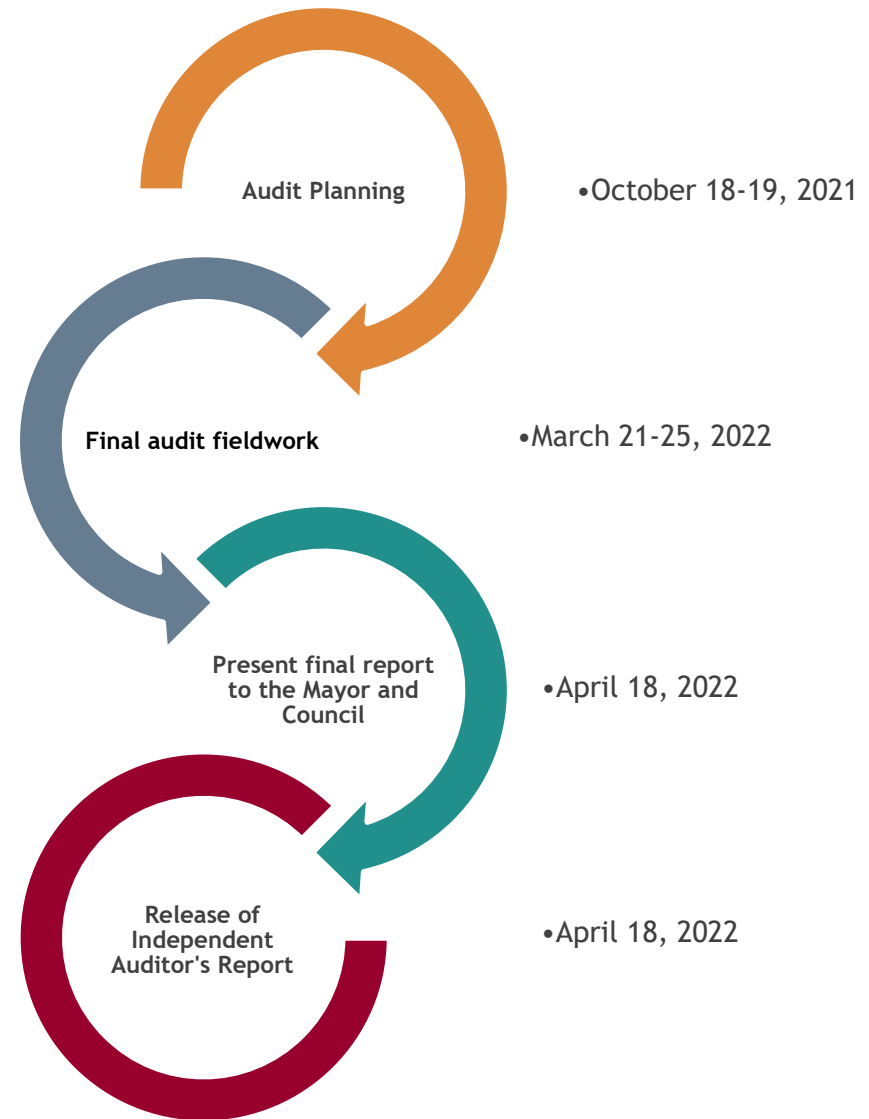 Audit Planning
•October 18-19, 2021
Final audit fieldwork
•March 21-25, 2022
Present final report
to the Mayor and
Council
•April 18, 2022
Release of
Independent
Auditor's Report
•April 18, 2022